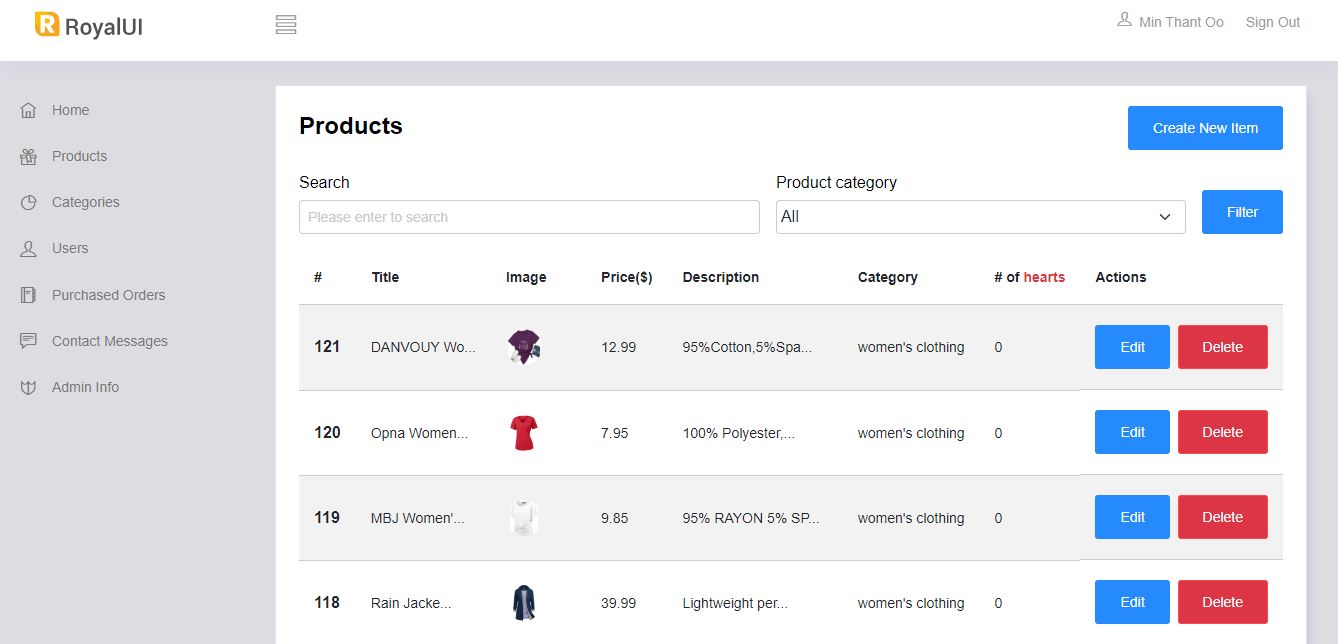 RoyalUI
Min Thant Oo Sign Out
Home
Products
Categories
Users
Purchased Orders
Contact Messages
Admin Info
Products
Create New Item
Search
Please enter to search
Product category
All
Filter
# Title Image Price($) Description Category # of hearts Actions
121 DANVOUY Wo... 12.99 95%Cotton,5%Spa... women's clothing 0 Edit Delete
120 Opna Women... 7.95 100% Polyester,... women's clothing 0 Edit Delete
119 MBJ Women'... 9.85 95% RAYON 5% SP... women's clothing 0 Edit Delete
118 Rain Jacke... 39.99 Lightweight per... women's clothing 0 Edit Delete